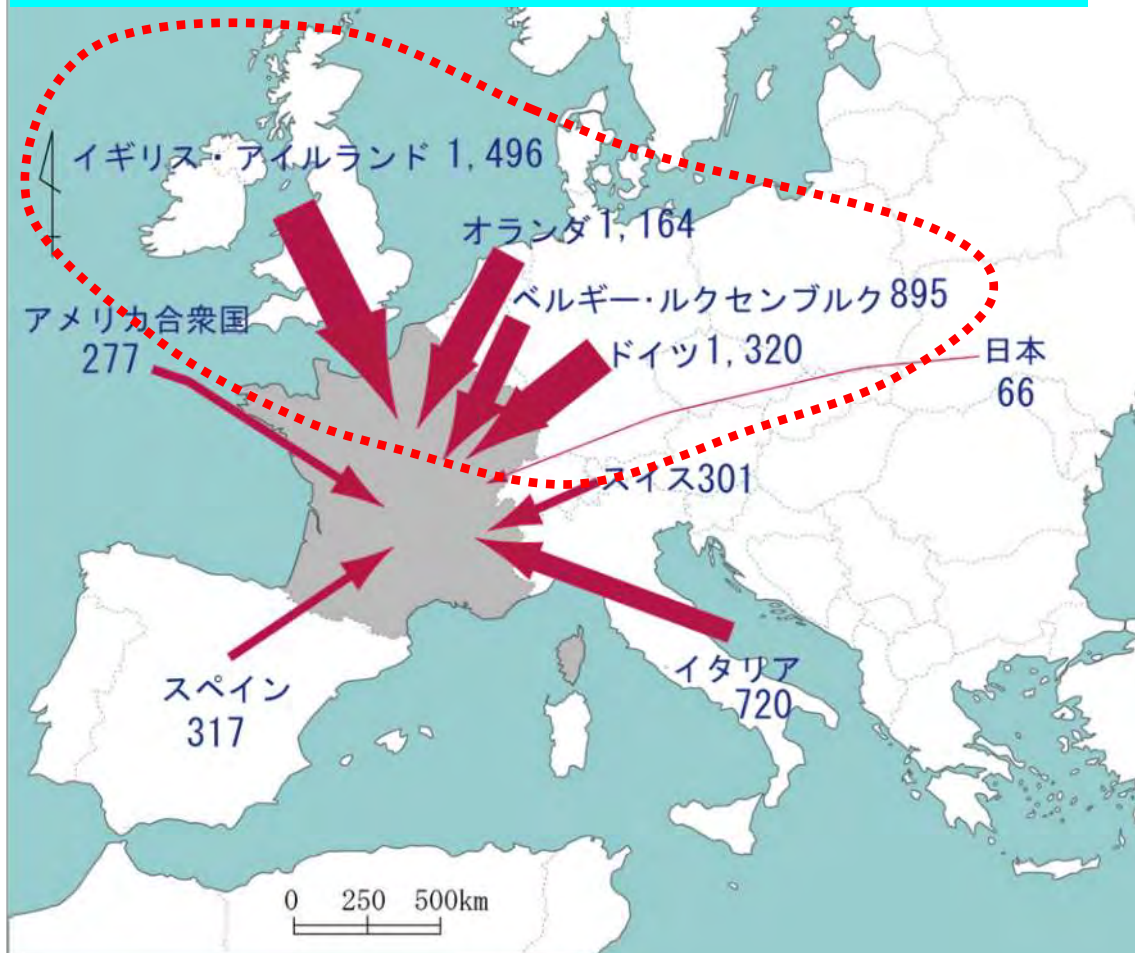 イギリス・アイルランド 1,496
オランダ 1,164
ベルギー・ルクセンブルク 895
アメリカ合衆国
277
ドイツ 1,320
日本
66
スイス301
イタリア
720
スペイン
317
0 250 500km